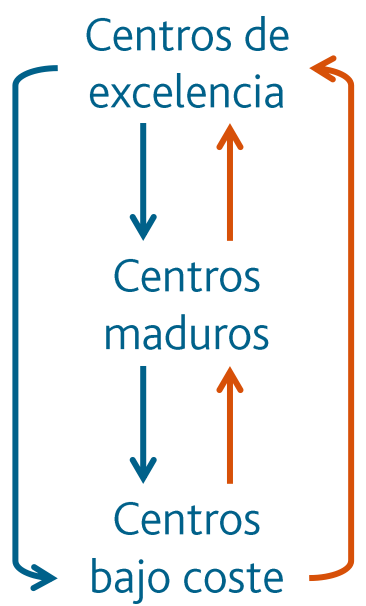 Centros de
excelencia
Centros
maduros
Centros
bajo coste